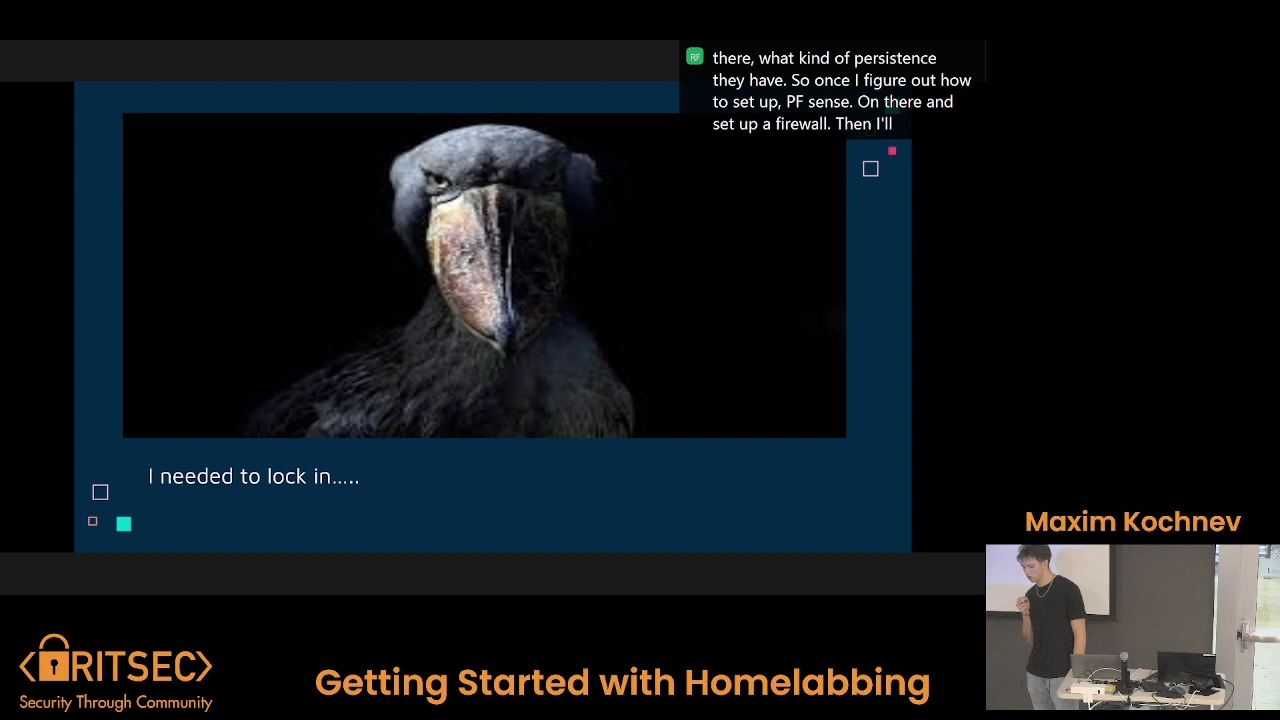 RF
there, what kind of persistence
they have. So once I figure out how
to set up, PF sense. On there and
set up a firewall. Then I'll
I needed to lock in.....
Maxim Kochnev
RITSEC
Security Through Community
Getting Started with Homelabbing